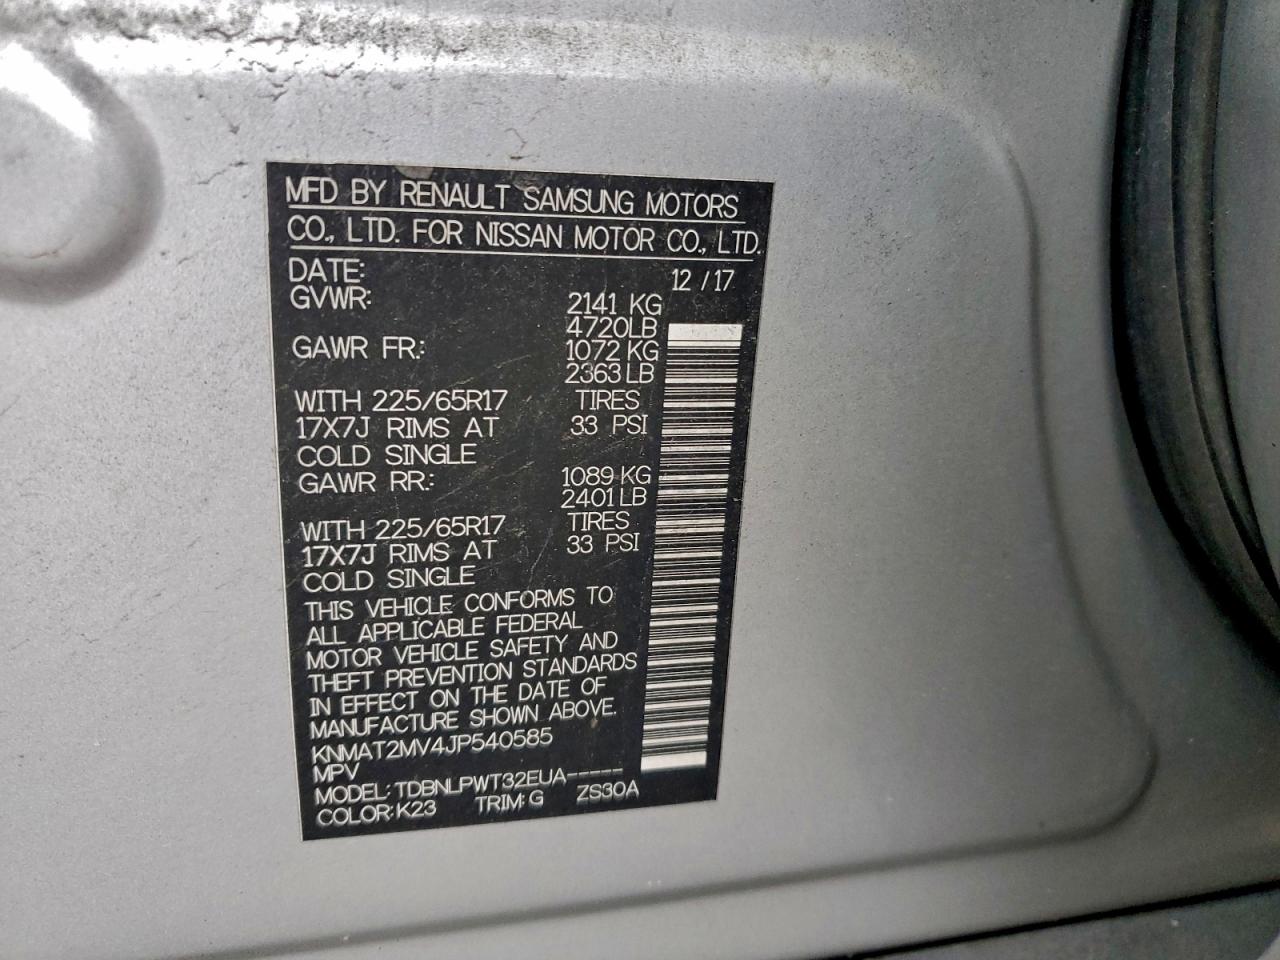 MFD BY RENAULT SAMSUNG MOTORS
CO., LTD. FOR NISSAN MOTOR CO., LTD.
DATE: 12 /17
GVWR: 2141 KG
4720LB
GAWR FR.: 1072 KG
2363 LB
WITH 225/65R17 TIRES
17X7J RIMS AT 33 PSI
COLD SINGLE
GAWR RR.: 1089 KG
2401 LB
WITH 225/65R17 TIRES
17X7J RIMS AT 33 PSI
COLD SINGLE
THIS VEHICLE CONFORMS TO
ALL APPLICABLE FEDERAL
MOTOR VEHICLE SAFETY AND
THEFT PREVENTION STANDARDS
IN EFFECT ON THE DATE OF
MANUFACTURE SHOWN ABOVE.
KNMAT2MV4JP540585
MPV
MODEL: TDBNLPWT32EUA-----
COLOR: K23 TRIM: G ZS30A